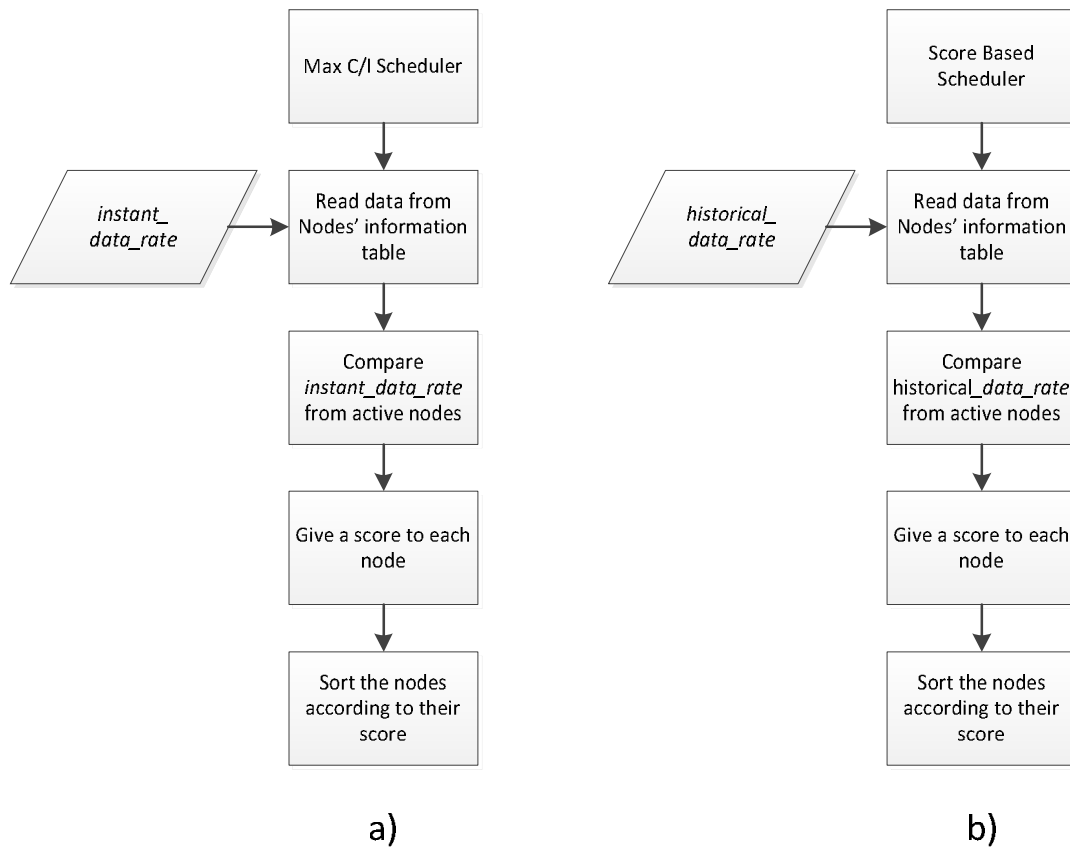 Max C/I Scheduler
instant_
data_rate
Read data from
Nodes' information
table
Compare
instant_data_rate
from active nodes
Give a score to each
node
Sort the nodes
according to their
score
a)
Score Based
Scheduler
historical_
data_rate
Read data from
Nodes' information
table
Compare
historical_data_rate
from active nodes
Give a score to each
node
Sort the nodes
according to their
score
b)